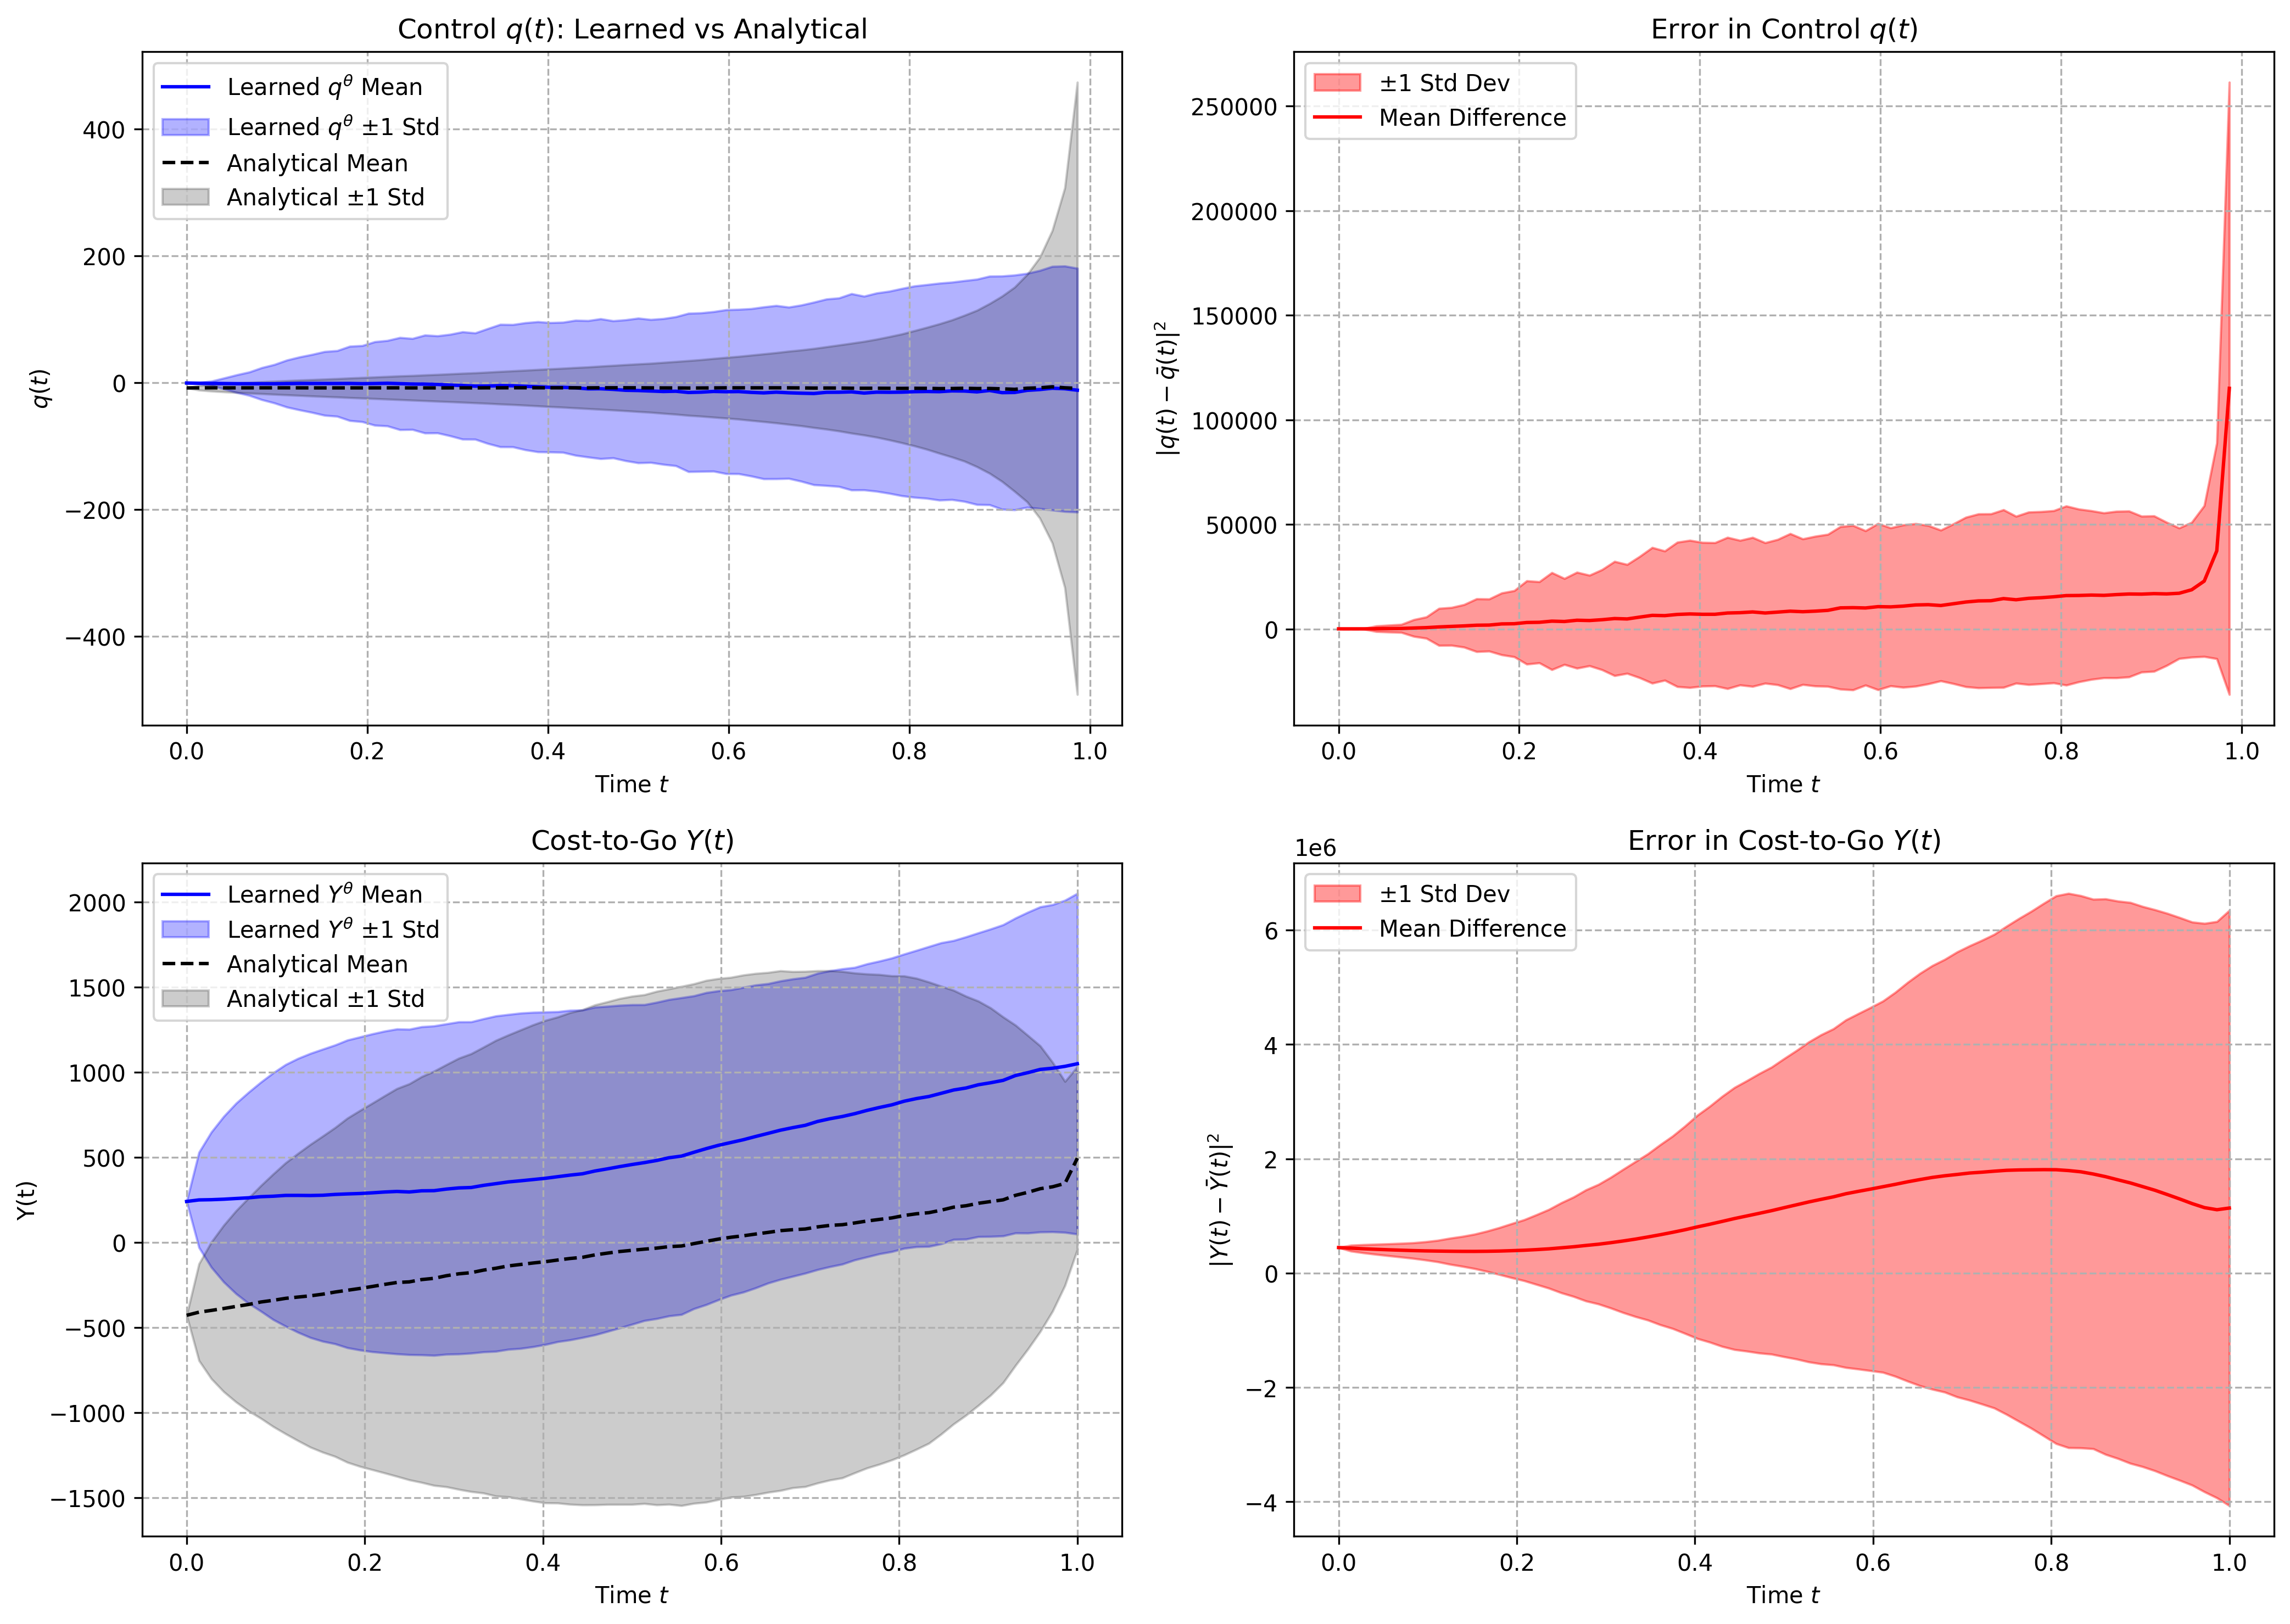 Control q(t): Learned vs Analytical
Learned q^θ Mean
Learned q^θ ±1 Std
Analytical Mean
Analytical ±1 Std
400
200
0
−200
−400
q(t)
0.0 0.2 0.4 0.6 0.8 1.0
Time t
Error in Control q(t)
±1 Std Dev
Mean Difference
250000
200000
150000
100000
50000
0
|q(t) − q̄(t)|²
0.0 0.2 0.4 0.6 0.8 1.0
Time t
Cost-to-Go Y(t)
Learned Y^θ Mean
Learned Y^θ ±1 Std
Analytical Mean
Analytical ±1 Std
2000
1500
1000
500
0
−500
−1000
−1500
Y(t)
0.0 0.2 0.4 0.6 0.8 1.0
Time t
Error in Cost-to-Go Y(t)
1e6
±1 Std Dev
Mean Difference
6
4
2
0
−2
−4
|Y(t) − Ȳ(t)|²
0.0 0.2 0.4 0.6 0.8 1.0
Time t